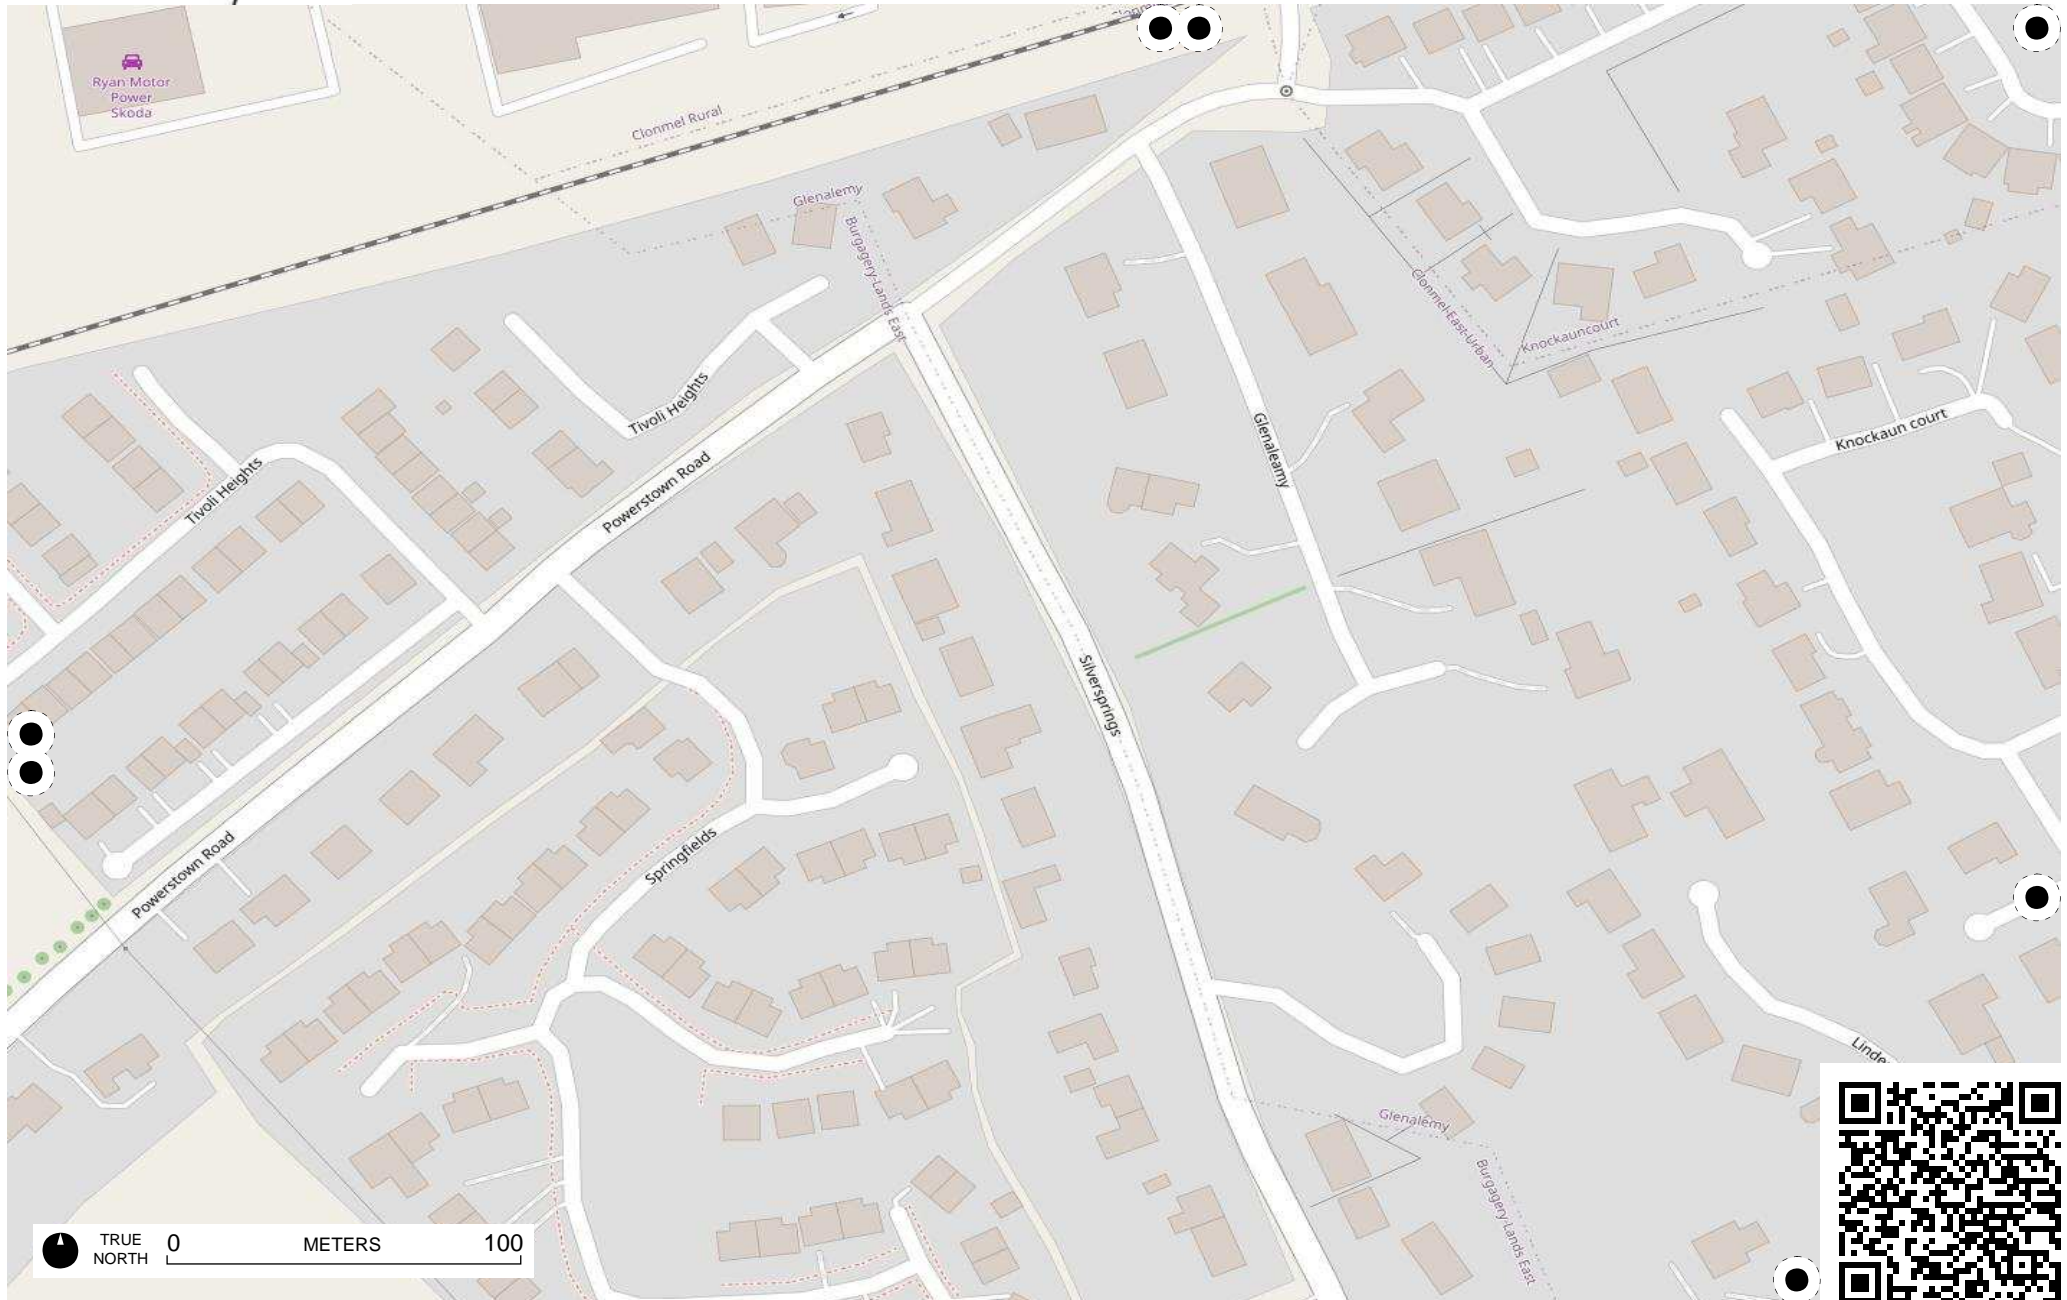 Ryan Motor
Power
Skoda
Clonmel Rural
Glenalemy
Burgagery-Lands East
Clonmel East Urban
Knockauncourt
Tivoli Heights
Glenaleamy
Knockaun court
Tivoli Heights
Powerstown Road
Silversprings
Powerstown Road
Springfields
Linde
Glenalemy
Burgagery-Lands East
TRUE
NORTH
0 METERS 100